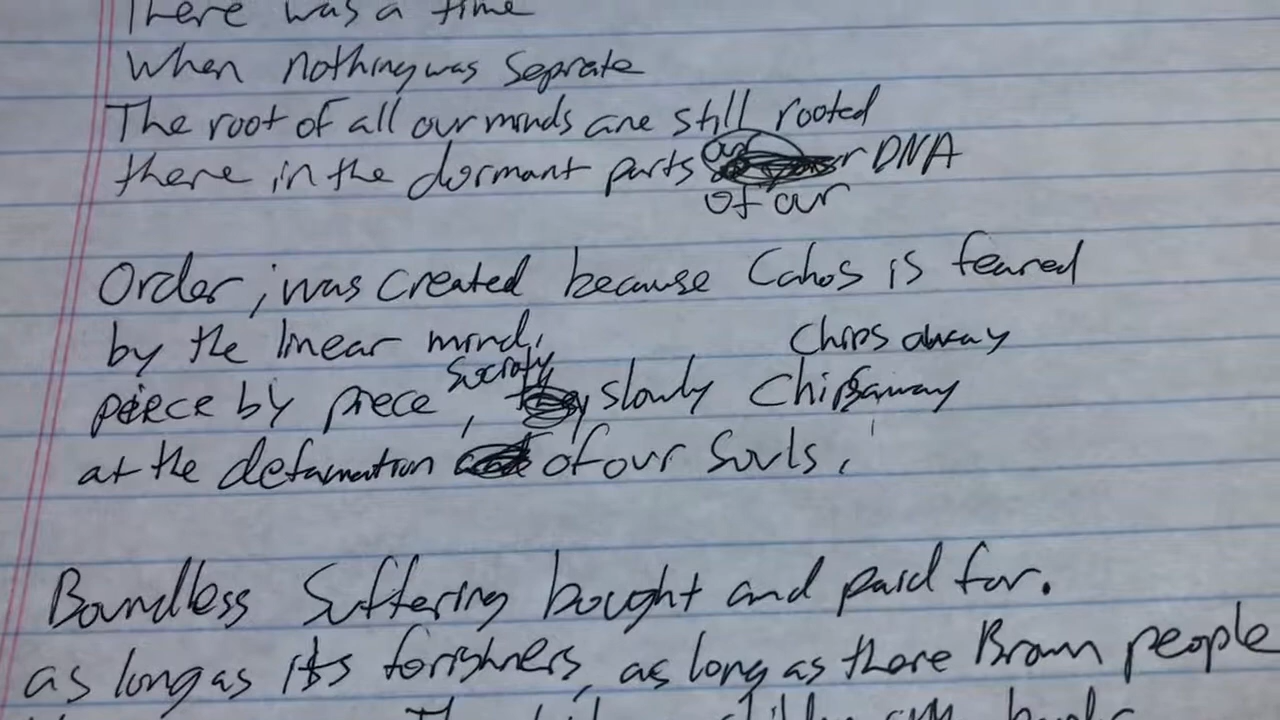 There was a time
When nothing was Seprate
The root of all our minds are still rooted
there in the dormant parts DNA
of our
Order, was created because Cahos is feared
by the linear mind,
Chips away
piece by piece, Society slowly Chips away
at the defamation of our Souls,
Boundless Suffering bought and paid for.
as long as its forishners, as long as there Brown people